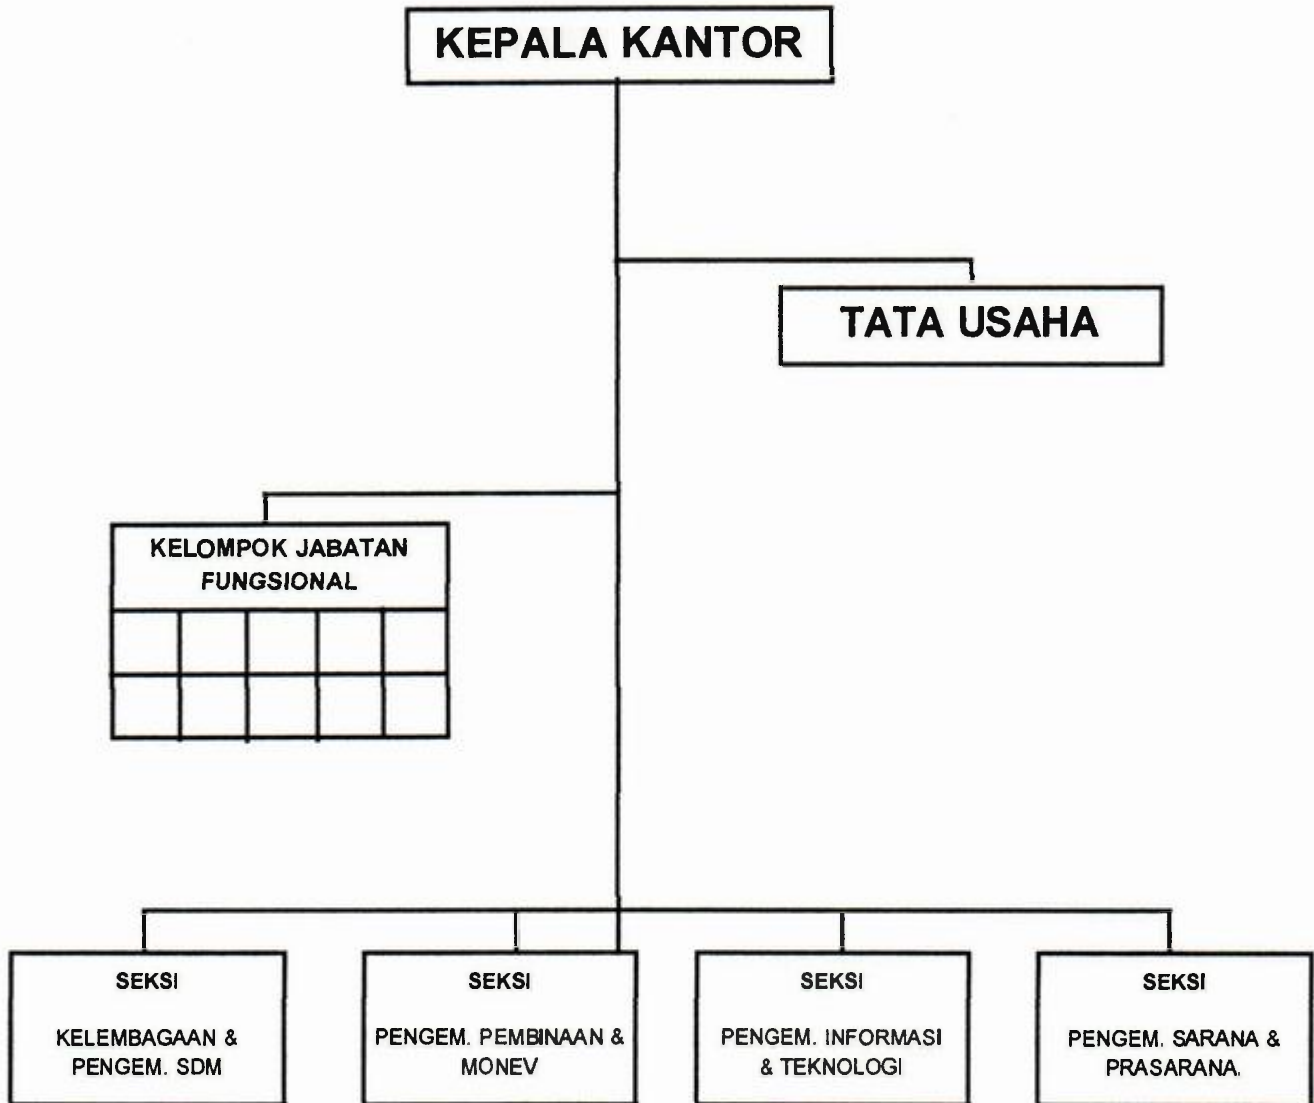 KEPALA KANTOR
TATA USAHA
KELOMPOK JABATAN
FUNGSIONAL
SEKSI
KELEMBAGAAN &
PENGEM. SDM
SEKSI
PENGEM. PEMBINAAN &
MONEV
SEKSI
PENGEM. INFORMASI
& TEKNOLOGI
SEKSI
PENGEM. SARANA &
PRASARANA.